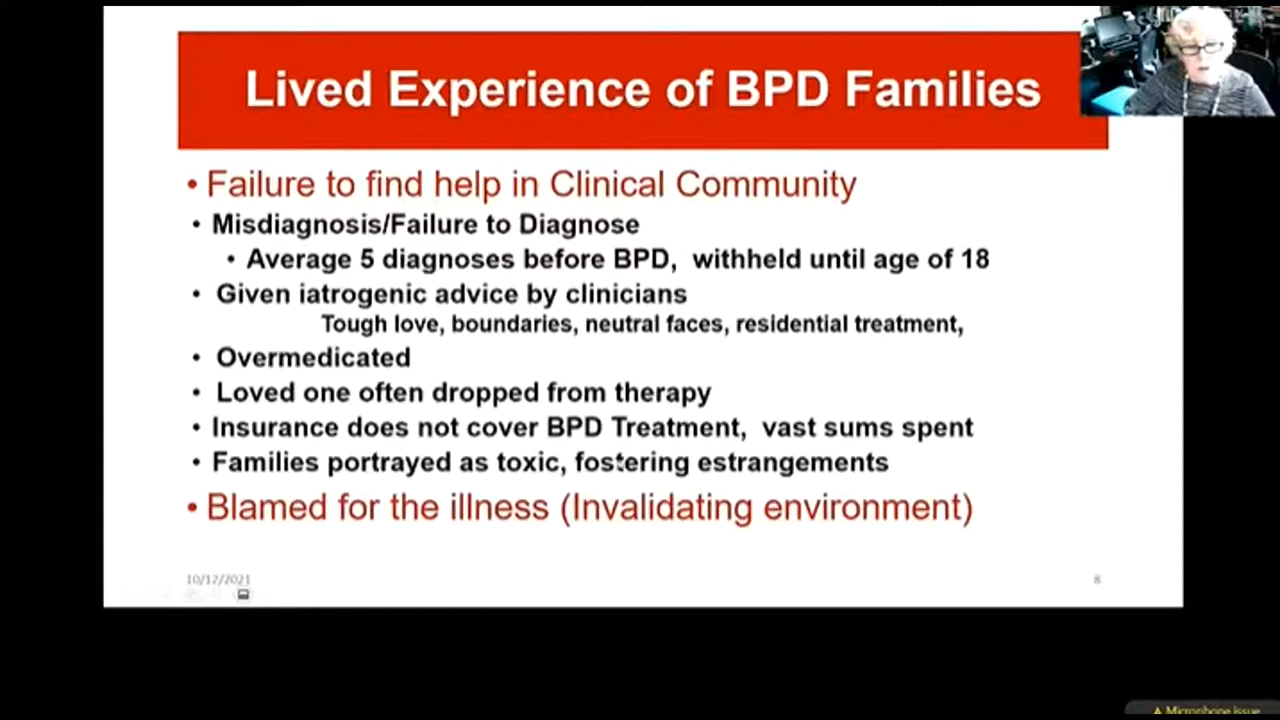 Lived Experience of BPD Families
• Failure to find help in Clinical Community
• Misdiagnosis/Failure to Diagnose
• Average 5 diagnoses before BPD, withheld until age of 18
• Given iatrogenic advice by clinicians
Tough love, boundaries, neutral faces, residential treatment,
• Overmedicated
• Loved one often dropped from therapy
• Insurance does not cover BPD Treatment, vast sums spent
• Families portrayed as toxic, fostering estrangements
• Blamed for the illness (Invalidating environment)
10/12/2021
8
Microphone issue